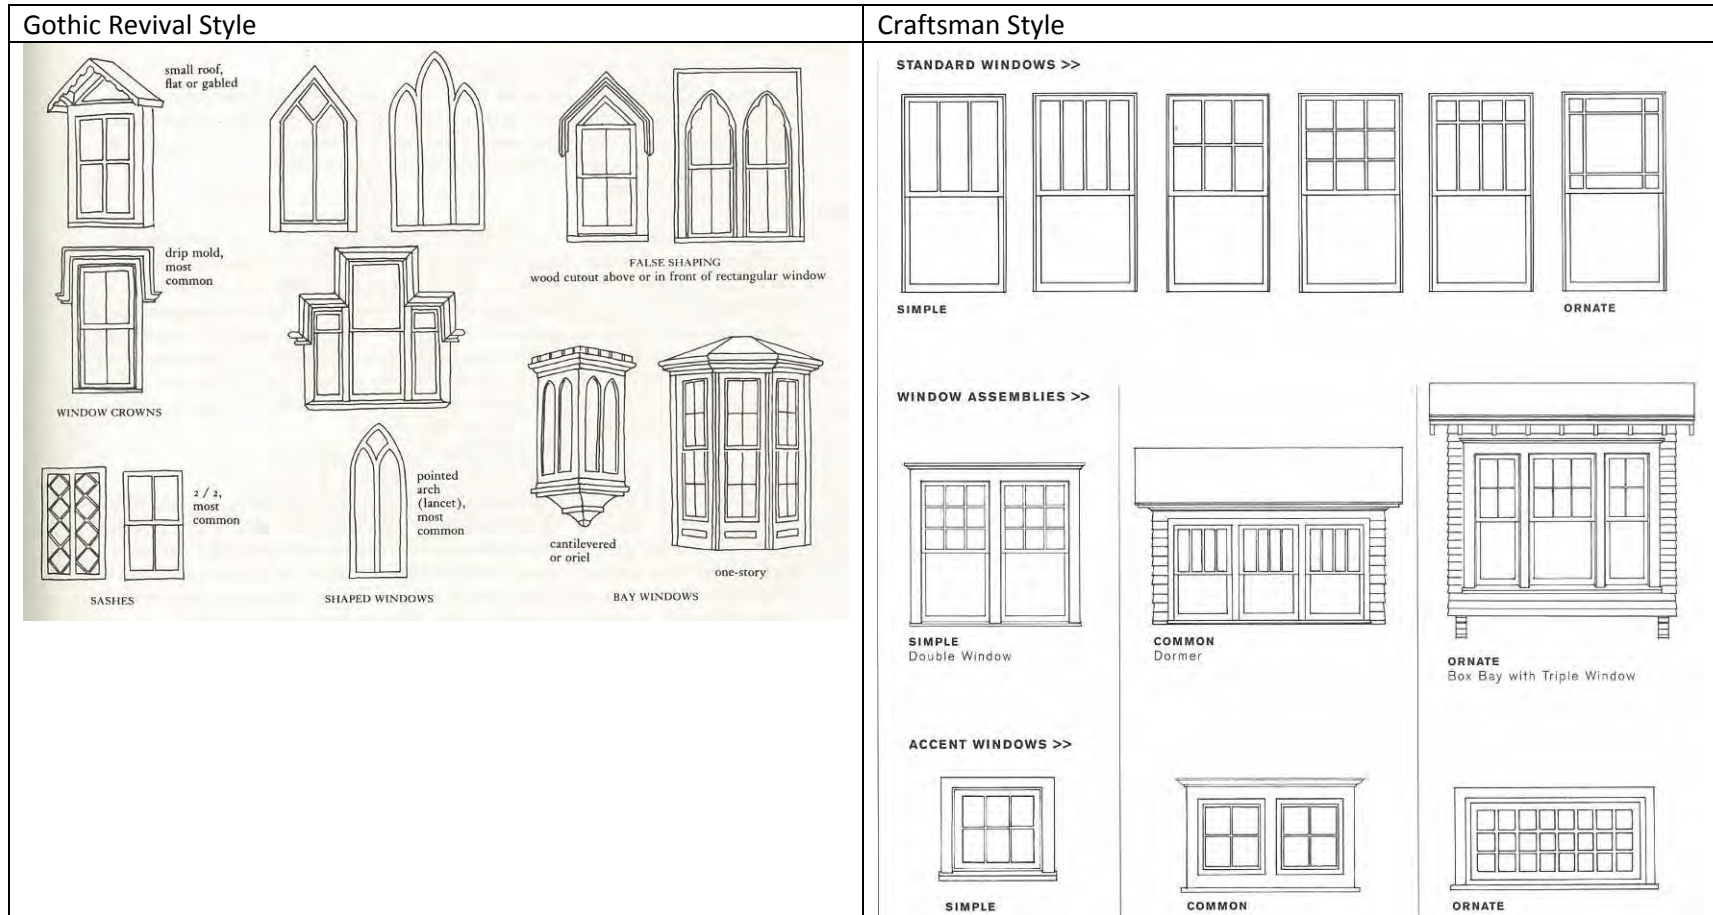 Gothic Revival Style
small roof,
flat or gabled
drip mold,
most
common
WINDOW CROWNS
FALSE SHAPING
wood cutout above or in front of rectangular window
2 / 2,
most
common
SASHES
pointed
arch
(lancet),
most
common
SHAPED WINDOWS
cantilevered
or oriel
one-story
BAY WINDOWS
Craftsman Style
STANDARD WINDOWS >>
SIMPLE
ORNATE
WINDOW ASSEMBLIES >>
SIMPLE
Double Window
COMMON
Dormer
ORNATE
Box Bay with Triple Window
ACCENT WINDOWS >>
SIMPLE
COMMON
ORNATE